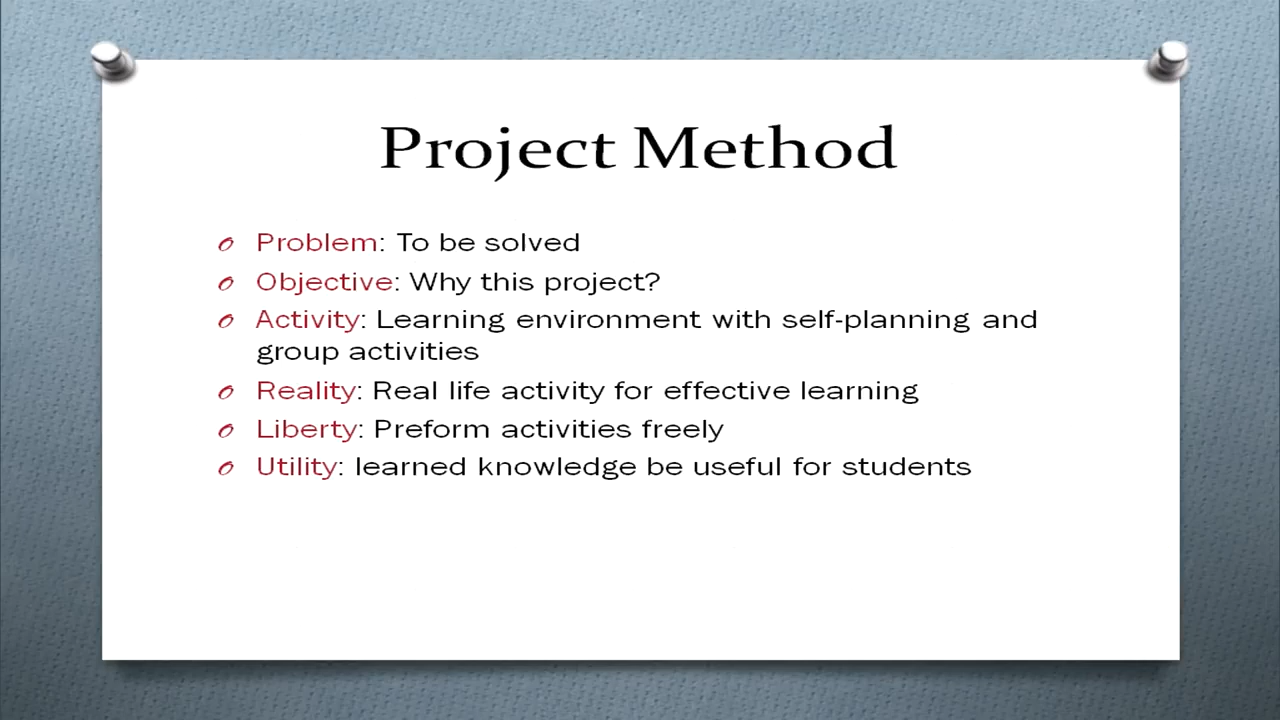 Project Method
Problem: To be solved
Objective: Why this project?
Activity: Learning environment with self-planning and
group activities
Reality: Real life activity for effective learning
Liberty: Preform activities freely
Utility: learned knowledge be useful for students